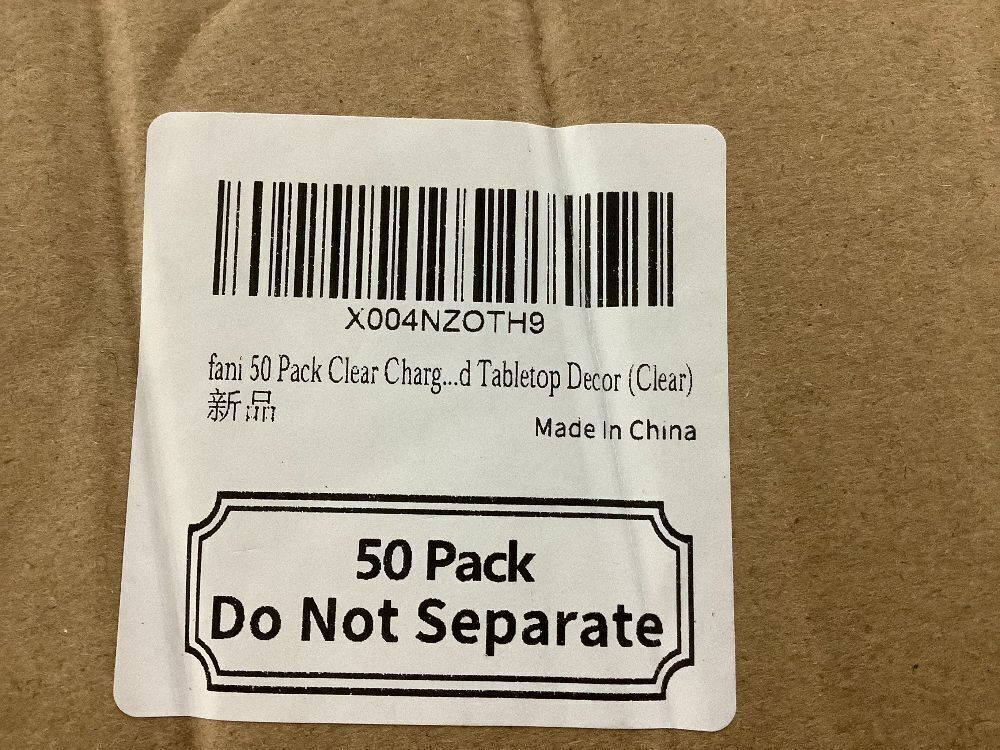 X004NZOTH9
fani 50 Pack Clear Charg...d Tabletop Decor (Clear)
新品
Made In China
50 Pack
Do Not Separate